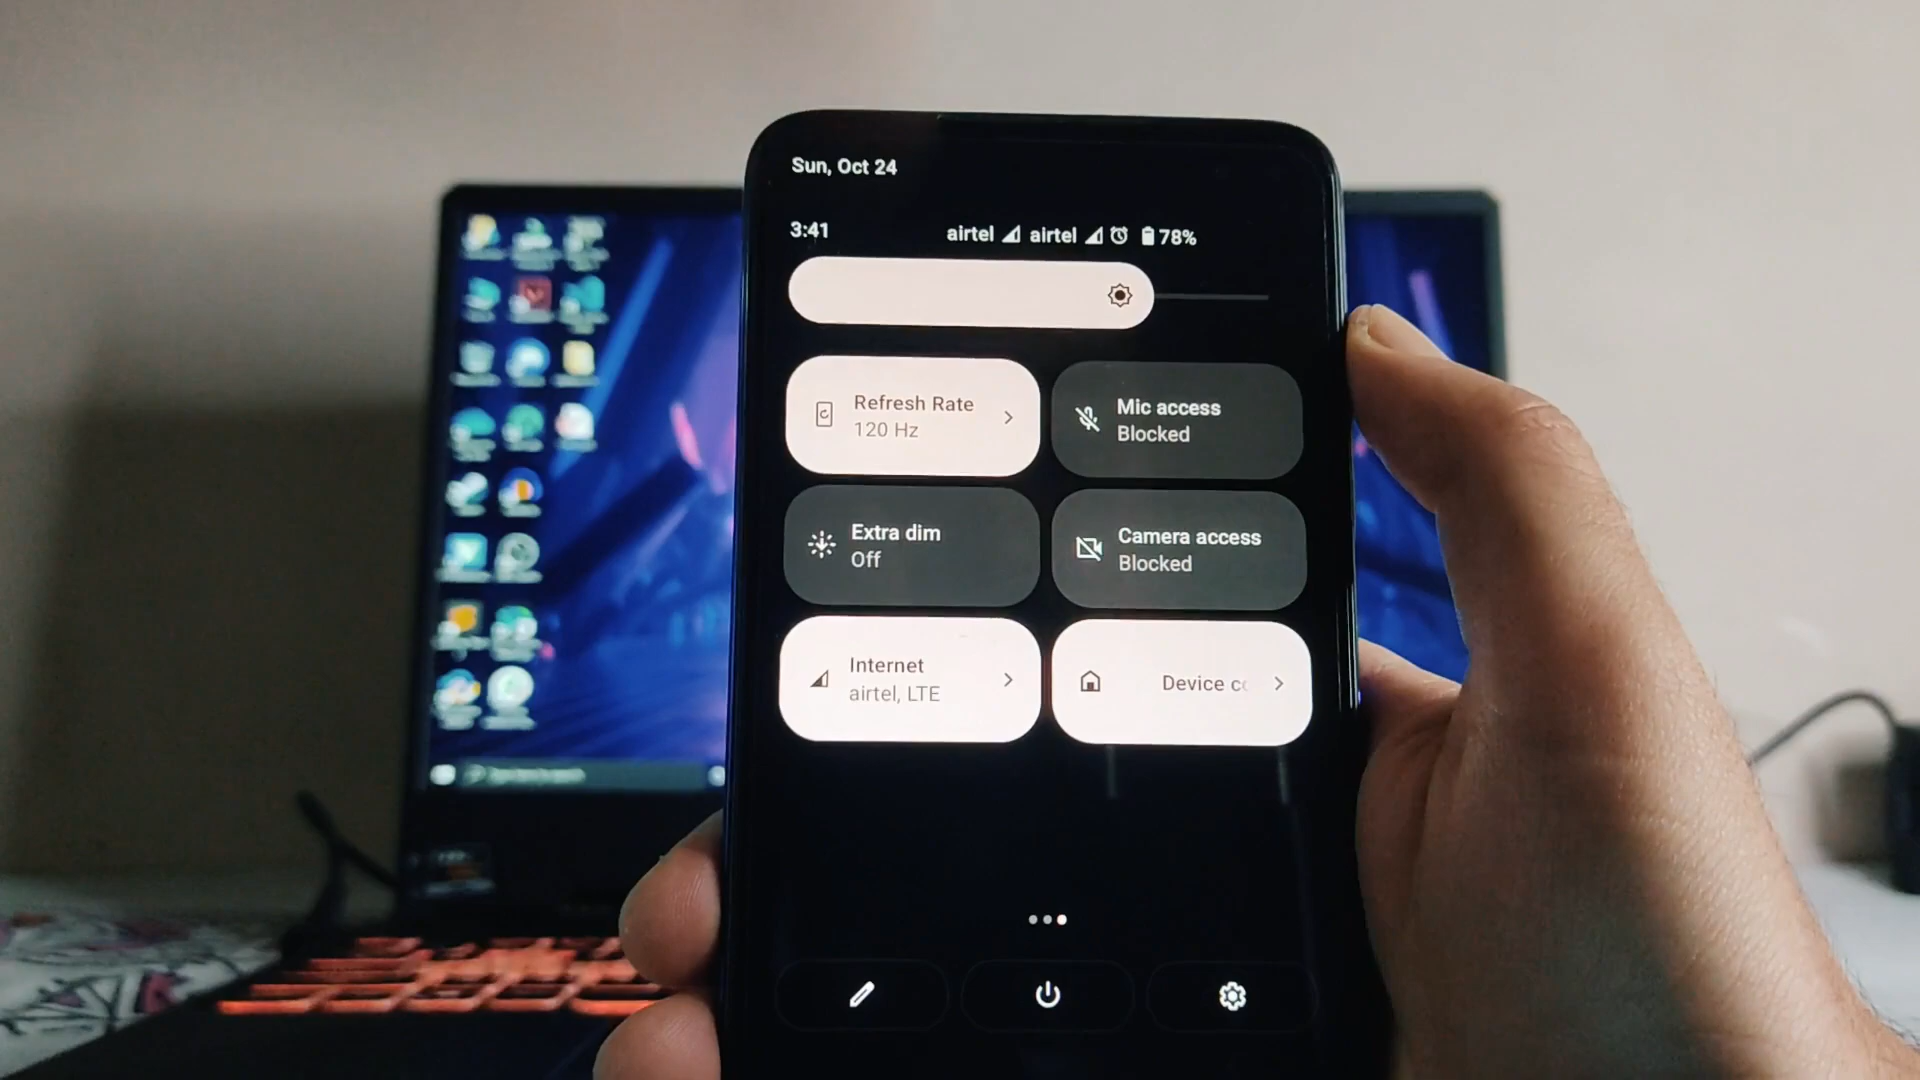 Sun, Oct 24
3:41
airtel airtel 78%
Refresh Rate
120 Hz
Mic access
Blocked
Extra dim
Off
Camera access
Blocked
Internet
airtel, LTE
Device c